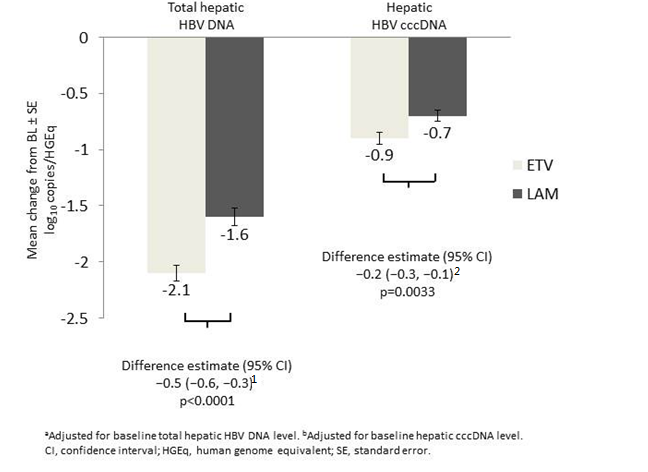 Total hepatic
HBV DNA
Hepatic
HBV cccDNA
0
-0.5
-1
-1.5
-2
-2.5
Mean change from BL ± SE
log₁₀ copies/HGEq
-2.1
-1.6
-0.9
-0.7
ETV
LAM
Difference estimate (95% CI)
−0.2 (−0.3, −0.1)²
p=0.0033
Difference estimate (95% CI)
−0.5 (−0.6, −0.3)¹
p<0.0001
ᵃAdjusted for baseline total hepatic HBV DNA level. ᵇAdjusted for baseline hepatic cccDNA level.
CI, confidence interval; HGEq, human genome equivalent; SE, standard error.